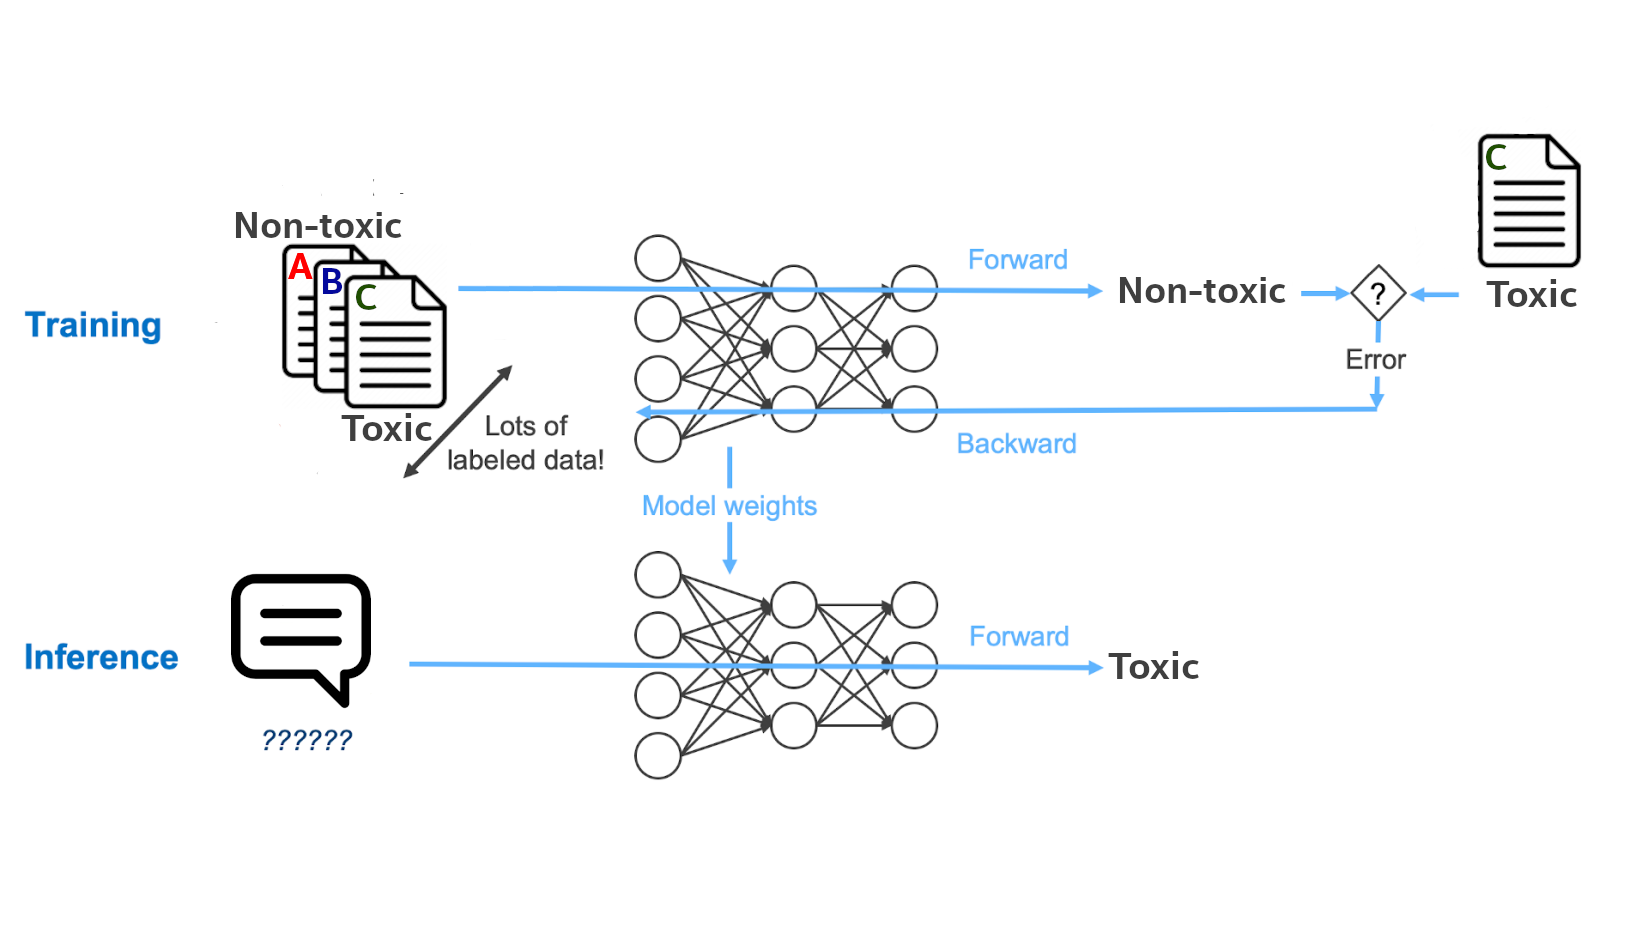 Non-toxic
A
B
C
Toxic
Training
Lots of
labeled data!
Forward
Non-toxic
?
C
Toxic
Error
Backward
Model weights
Inference
??????
Forward
Toxic